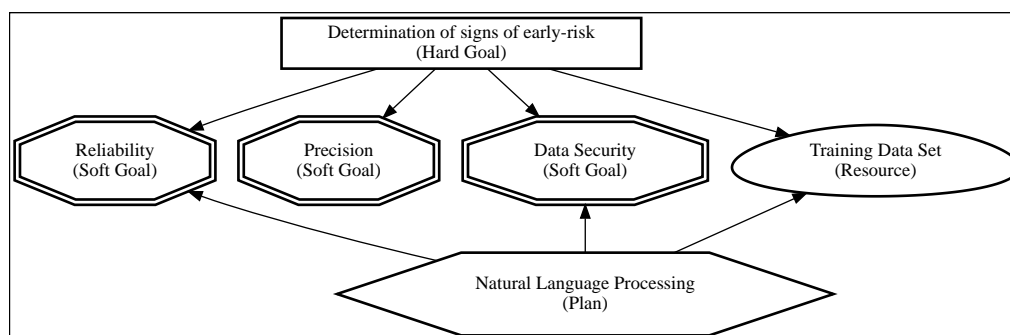 Determination of signs of early-risk
(Hard Goal)
Reliability
(Soft Goal)
Precision
(Soft Goal)
Data Security
(Soft Goal)
Training Data Set
(Resource)
Natural Language Processing
(Plan)